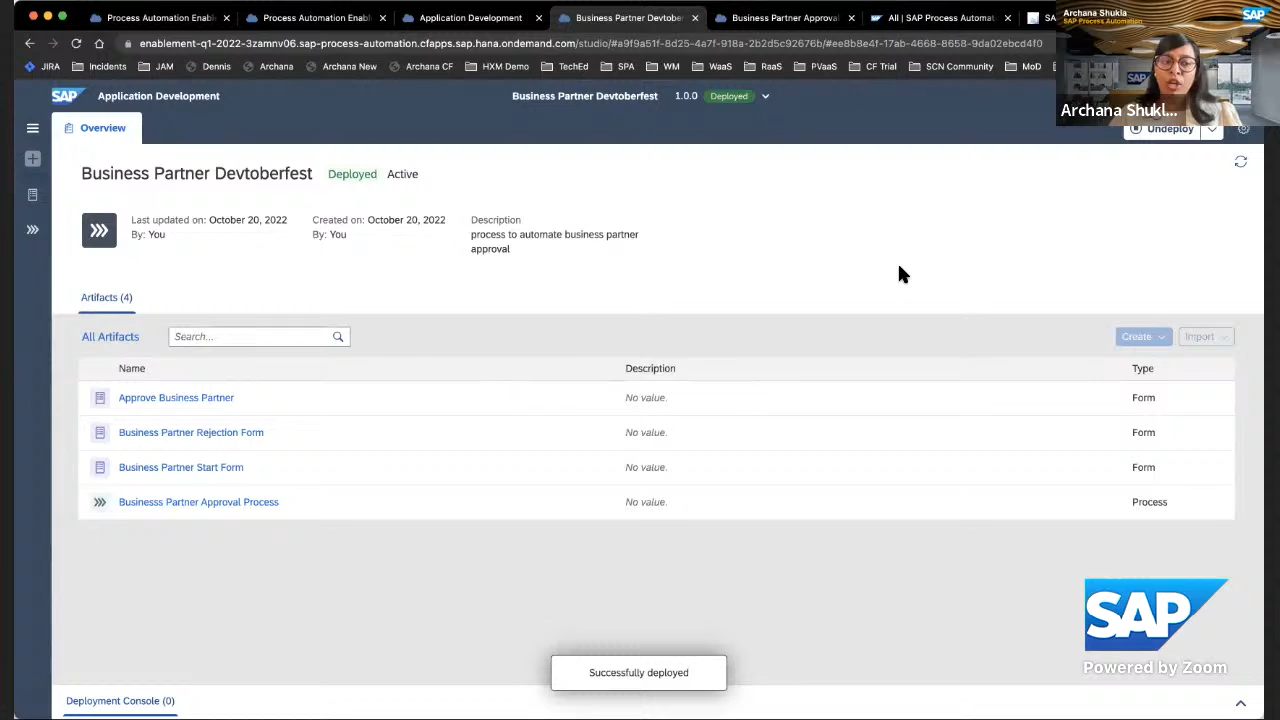 Process Automation Enabl
Process Automation Enable
Application Development
Business Partner Devtober
Business Partner Approval
All | SAP Process Automat
SA
enablement-q1-2022-3zamnv06.sap-process-automation.cfapps.sap.hana.ondemand.com/studio/#a9f9a51f-8d25-4a7f-918a-2b2d5c92676b/#ee8b8e4f-17ab-4668-8658-9da02ebcd4f0
JIRA
Incidents
JAM
Dennis
Archana
Archana New
Archana CF
HXM Demo
TechEd
SPA
WM
WaaS
RaaS
PVaaS
CF Trial
SCN Community
MoD
Archana Shukla
SAP Process Automation
SAP
SAP
Archana Shukl...
SAP
Application Development
Business Partner Devtoberfest
1.0.0
Deployed
Overview
Undeploy
Business Partner Devtoberfest
Deployed
Active
Last updated on: October 20, 2022
By: You
Created on: October 20, 2022
By: You
Description
process to automate business partner
approval
Artifacts (4)
All Artifacts
Search...
Create
Import
Name
Description
Type
Approve Business Partner
No value.
Form
Business Partner Rejection Form
No value.
Form
Business Partner Start Form
No value.
Form
Businesss Partner Approval Process
No value.
Process
SAP
Powered by Zoom
Successfully deployed
Deployment Console (0)